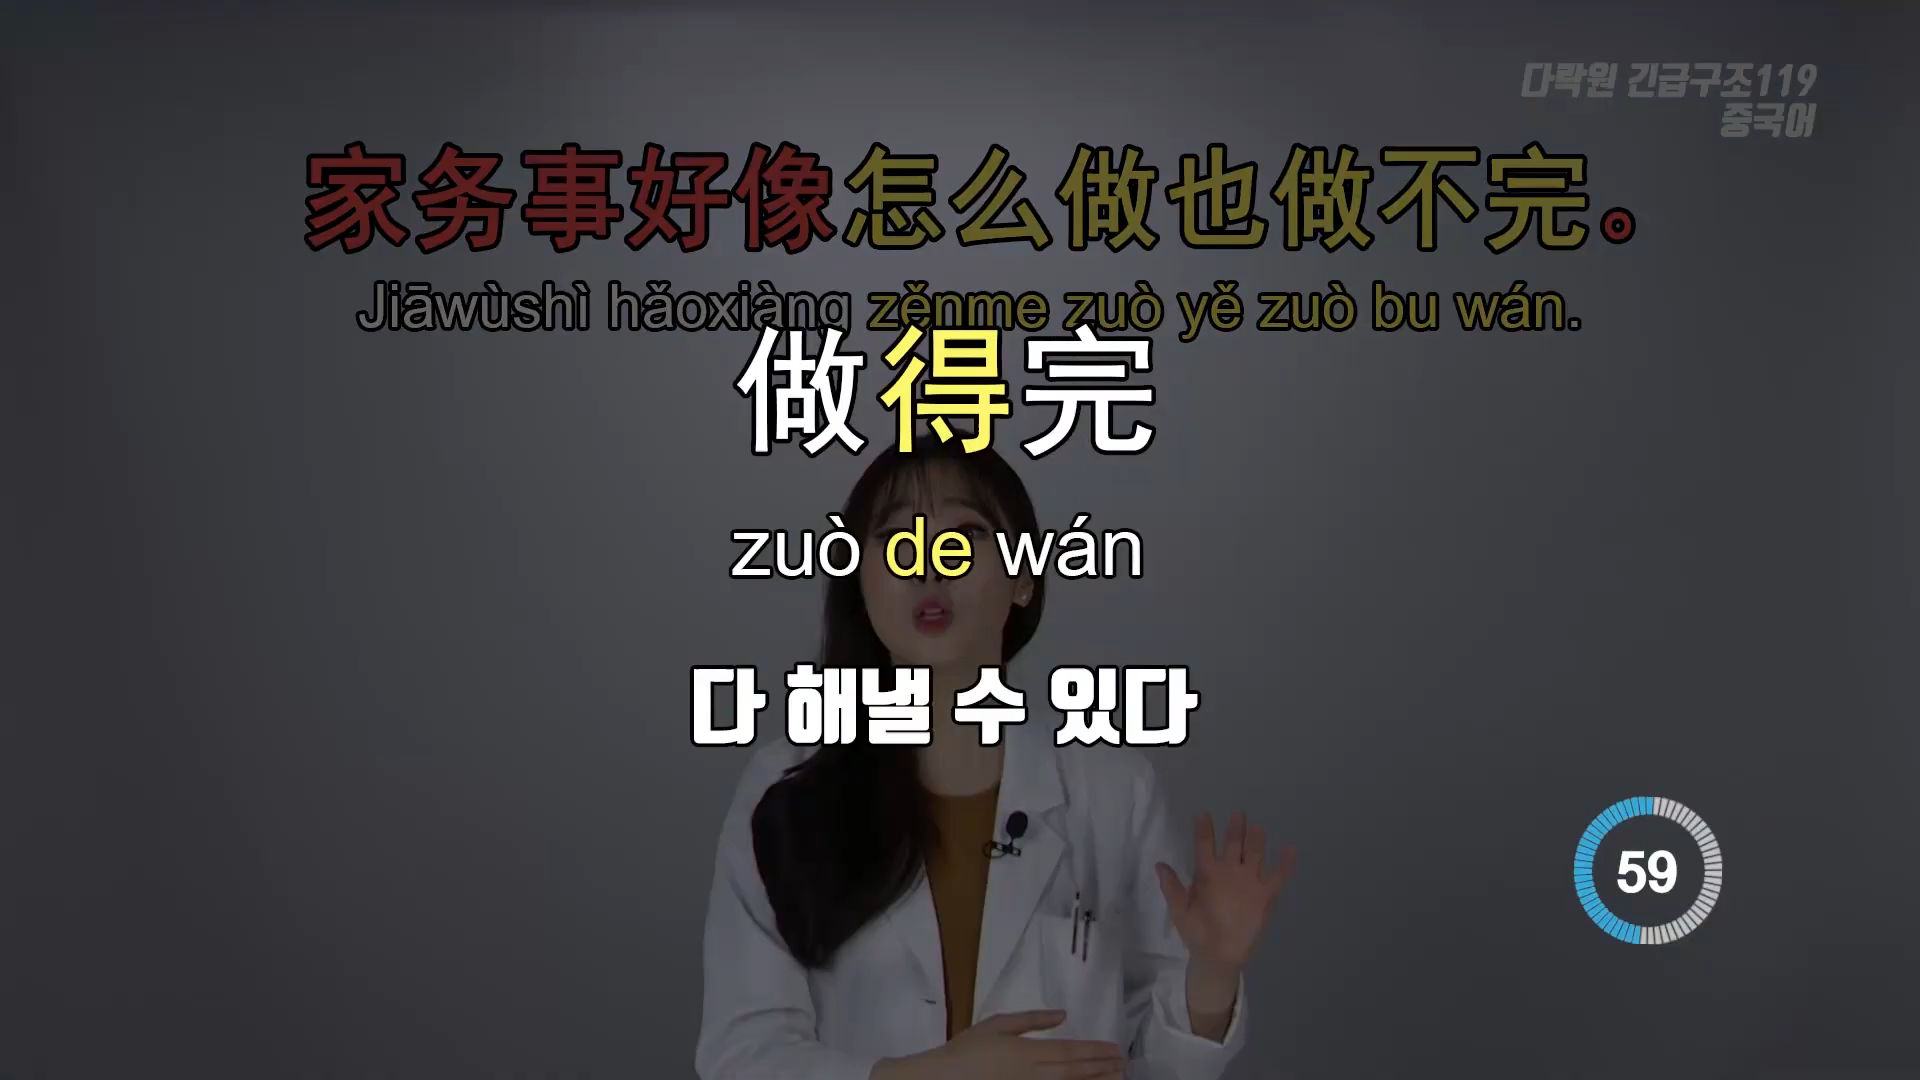 다락원 긴급구조119
중국어
家务事好像怎么做也做不完。
Jiāwùshì hǎoxiàng zěnme zuò yě zuò bu wán.
做得完
zuò de wán
다 해낼 수 있다
59